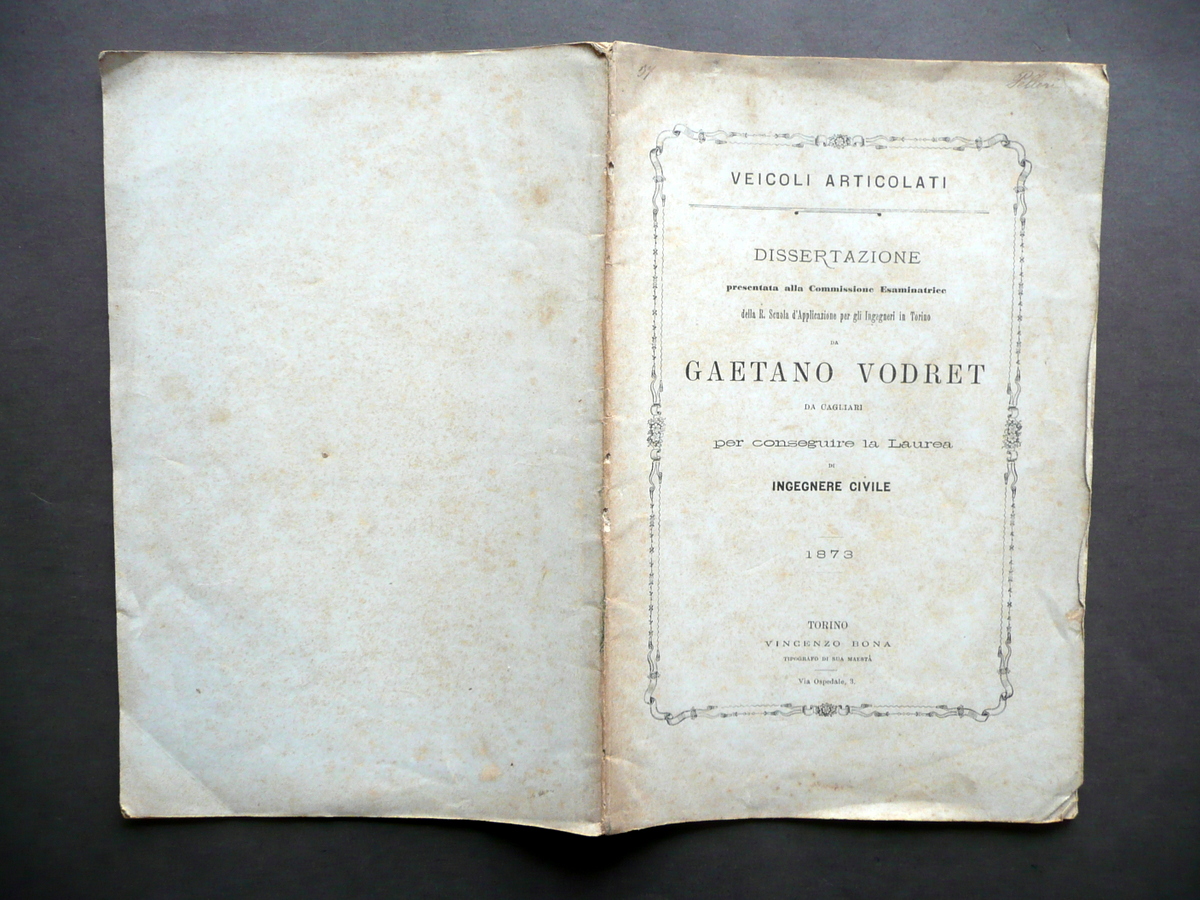 VEICOLI ARTICOLATI
DISSERTAZIONE
presentata alla Commissione Esaminatrice
della R. Scuola d'Applicazione per gli Ingegneri in Torino
DA
GAETANO VODRET
DA CAGLIARI
per conseguire la Laurea
DI
INGEGNERE CIVILE
1873
TORINO
VINCENZO BONA
TIPOGRAFO DI SUA MAESTÀ
Via Ospedale, 3.